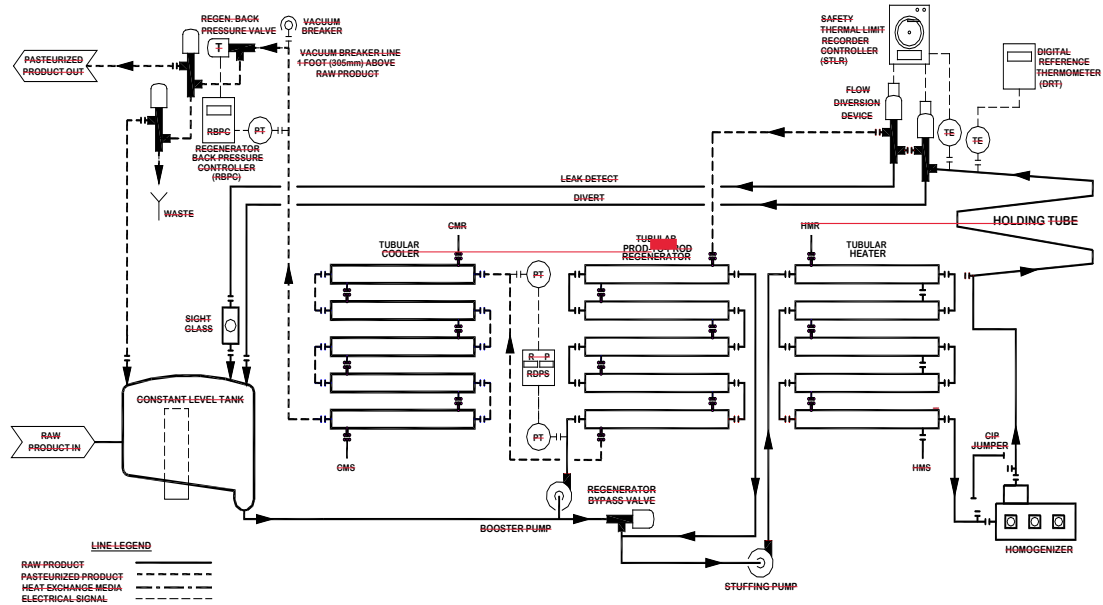 REGEN. BACK
PRESSURE VALVE
VACUUM
BREAKER
SAFETY
THERMAL LIMIT
RECORDER
CONTROLLER
(STLR)
DIGITAL
REFERENCE
THERMOMETER
(DRT)
T
VACUUM BREAKER LINE
1 FOOT (305mm) ABOVE
RAW PRODUCT
PASTEURIZED
PRODUCT OUT
FLOW
DIVERSION
DEVICE
RBPC
PT
TE
TE
REGENERATOR
BACK PRESSURE
CONTROLLER
(RBPC)
LEAK DETECT
WASTE
DIVERT
HOLDING TUBE
CMR
HMR
TUBULAR
COOLER
TUBULAR
PROD-TO-PROD
REGENERATOR
TUBULAR
HEATER
PT
SIGHT
GLASS
R P
RDPS
CONSTANT LEVEL TANK
RAW
PRODUCT IN
PT
CMS
HMS
CIP
JUMPER
REGENERATOR
BYPASS VALVE
BOOSTER PUMP
HOMOGENIZER
STUFFING PUMP
LINE LEGEND
RAW PRODUCT
PASTEURIZED PRODUCT
HEAT EXCHANGE MEDIA
ELECTRICAL SIGNAL